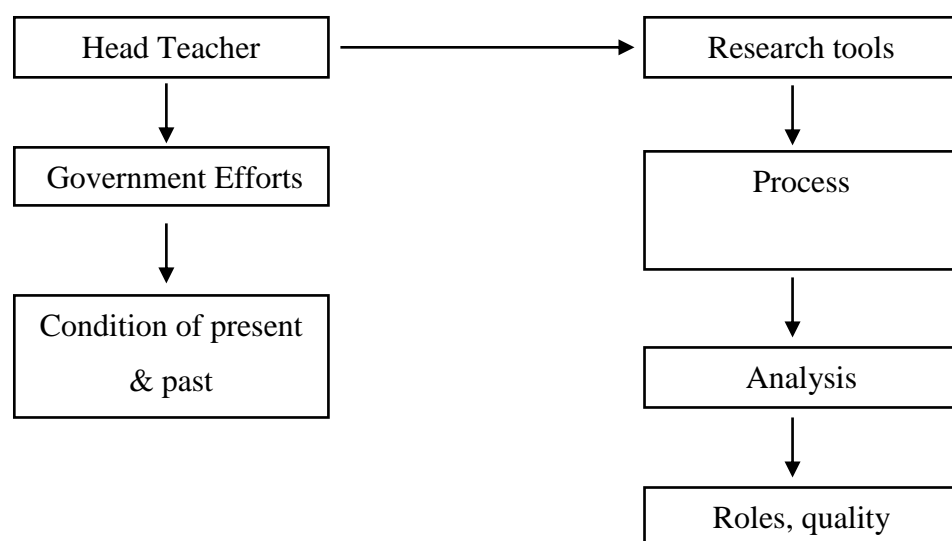 Head Teacher
Research tools
Government Efforts
Process
Condition of present
& past
Analysis
Roles, quality